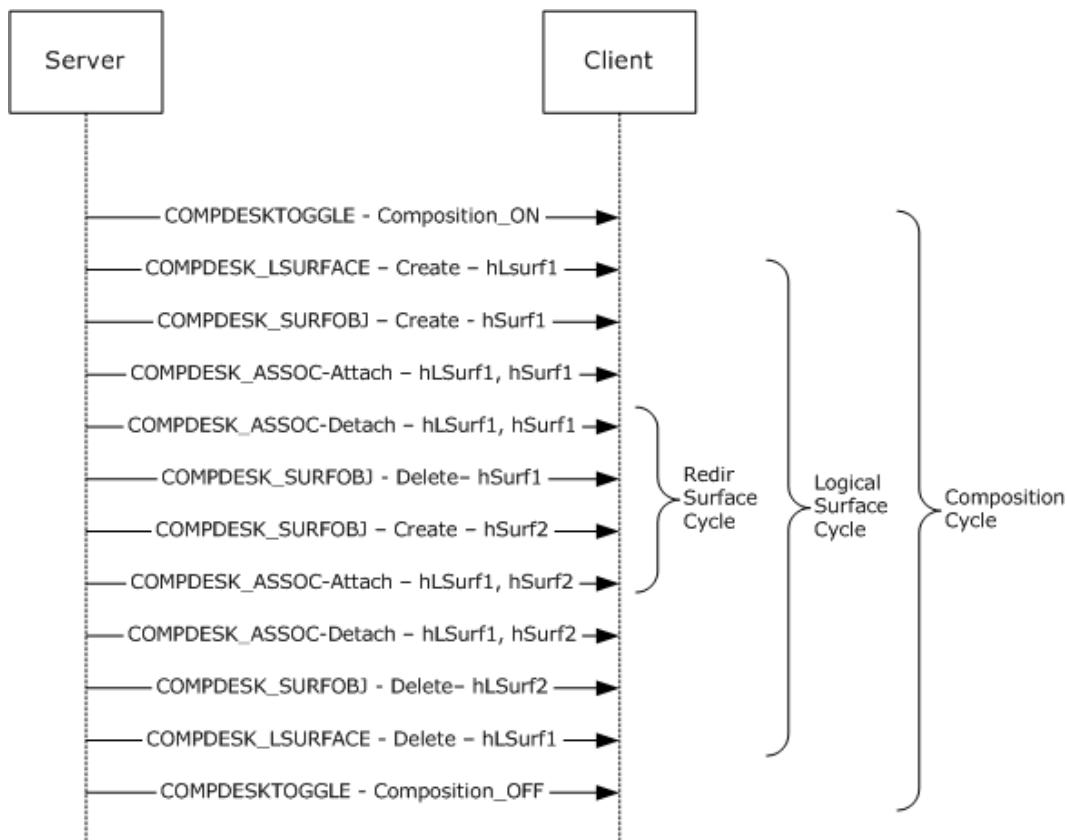 Server
Client
COMPDESKTOGGLE - Composition_ON
COMPDESK_LSURFACE – Create – hLsurf1
COMPDESK_SURFOBJ – Create - hSurf1
COMPDESK_ASSOC-Attach – hLSurf1, hSurf1
COMPDESK_ASSOC-Detach – hLSurf1, hSurf1
COMPDESK_SURFOBJ - Delete– hSurf1
COMPDESK_SURFOBJ - Create – hSurf2
COMPDESK_ASSOC-Attach – hLSurf1, hSurf2
COMPDESK_ASSOC-Detach – hLSurf1, hSurf2
COMPDESK_SURFOBJ - Delete– hLSurf2
COMPDESK_LSURFACE - Delete – hLSurf1
COMPDESKTOGGLE - Composition_OFF
Redir
Surface
Cycle
Logical
Surface
Cycle
Composition
Cycle